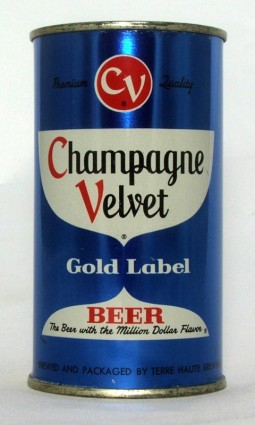 Premium CV Quality
®
Champagne
Velvet
®
Gold Label
BEER
The Beer with the Million Dollar Flavor ®
AND PACKAGED BY TERRE HAUTE